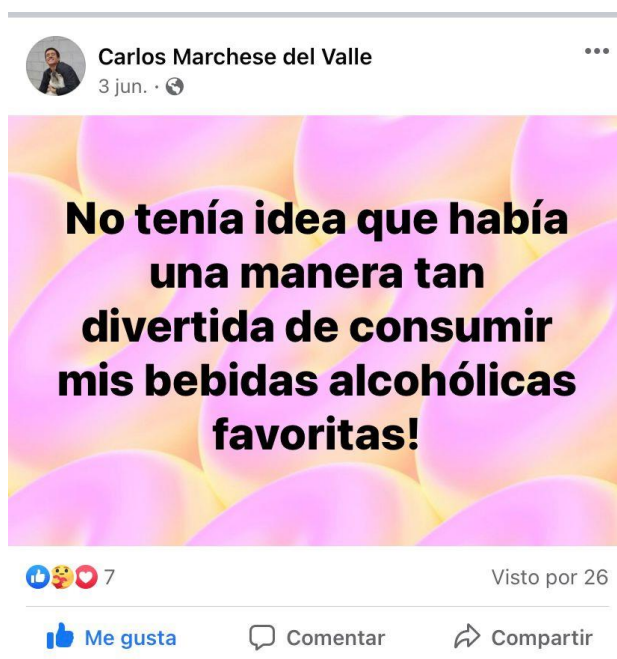 Carlos Marchese del Valle
3 jun. ·
No tenía idea que había
una manera tan
divertida de consumir
mis bebidas alcohólicas
favoritas!
7
Visto por 26
Me gusta
Comentar
Compartir